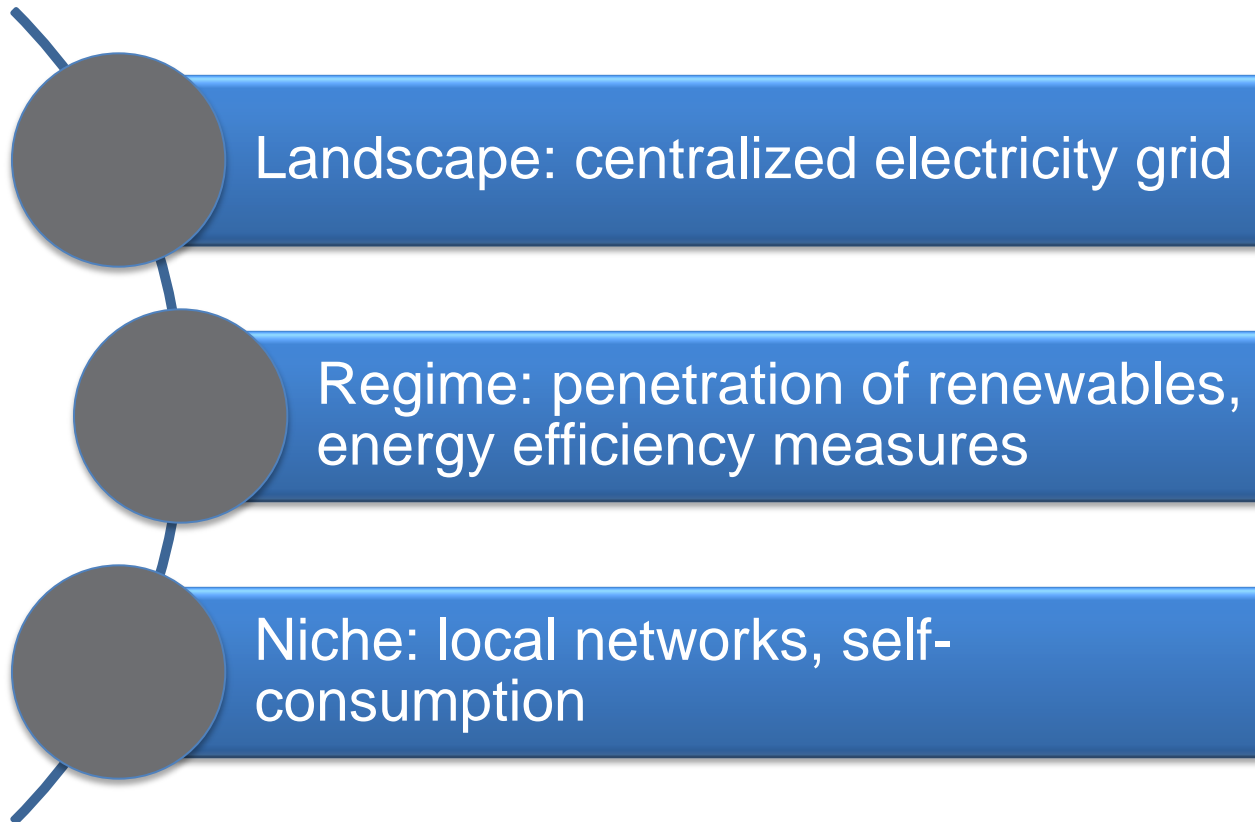 Landscape: centralized electricity grid
Regime: penetration of renewables,
energy efficiency measures
Niche: local networks, self-
consumption